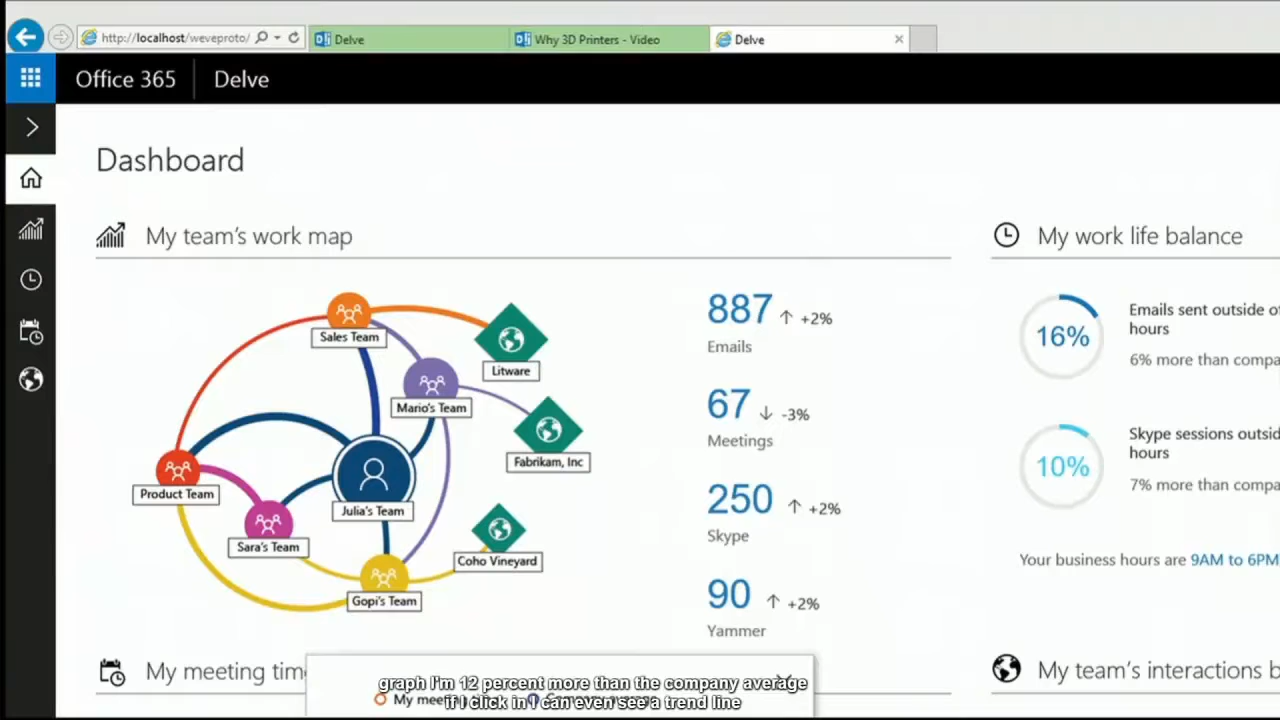 http://localhost/weveproto/
Delve
Why 3D Printers - Video
Delve
Office 365
Delve
Dashboard
My team's work map
My work life balance
Sales Team
Litware
Mario's Team
Fabrikam, Inc
Product Team
Julia's Team
Sara's Team
Coho Vineyard
Gopi's Team
887 +2%
Emails
67 -3%
Meetings
250 +2%
Skype
90 +2%
Yammer
16%
Emails sent outside
hours
6% more than
10%
Skype sessions
hours
7% more than
Your business hours are 9AM to 6PM
My meeting
My team's interactions
graph I'm 12 percent more than the company average
if I click in I can even see a trend line